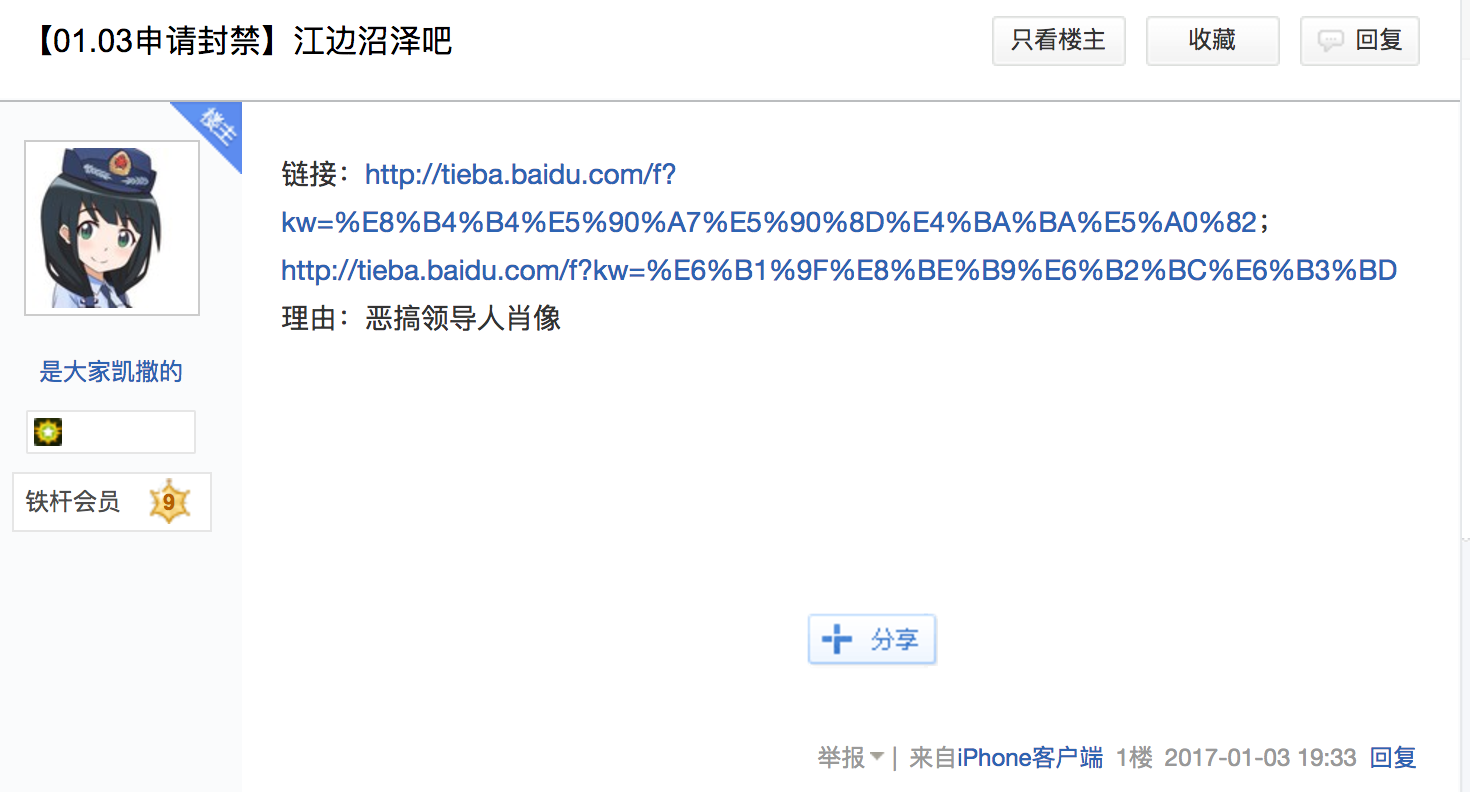 【01.03申请封禁】江边沼泽吧
只看楼主
收藏
回复
楼主
链接：http://tieba.baidu.com/f?
kw=%E8%B4%B4%E5%90%A7%E5%90%8D%E4%BA%BA%E5%A0%82；
http://tieba.baidu.com/f?kw=%E6%B1%9F%E8%BE%B9%E6%B2%BC%E6%B3%BD
理由：恶搞领导人肖像
是大家凯撒的
铁杆会员 9
分享
举报 | 来自iPhone客户端 1楼 2017-01-03 19:33 回复